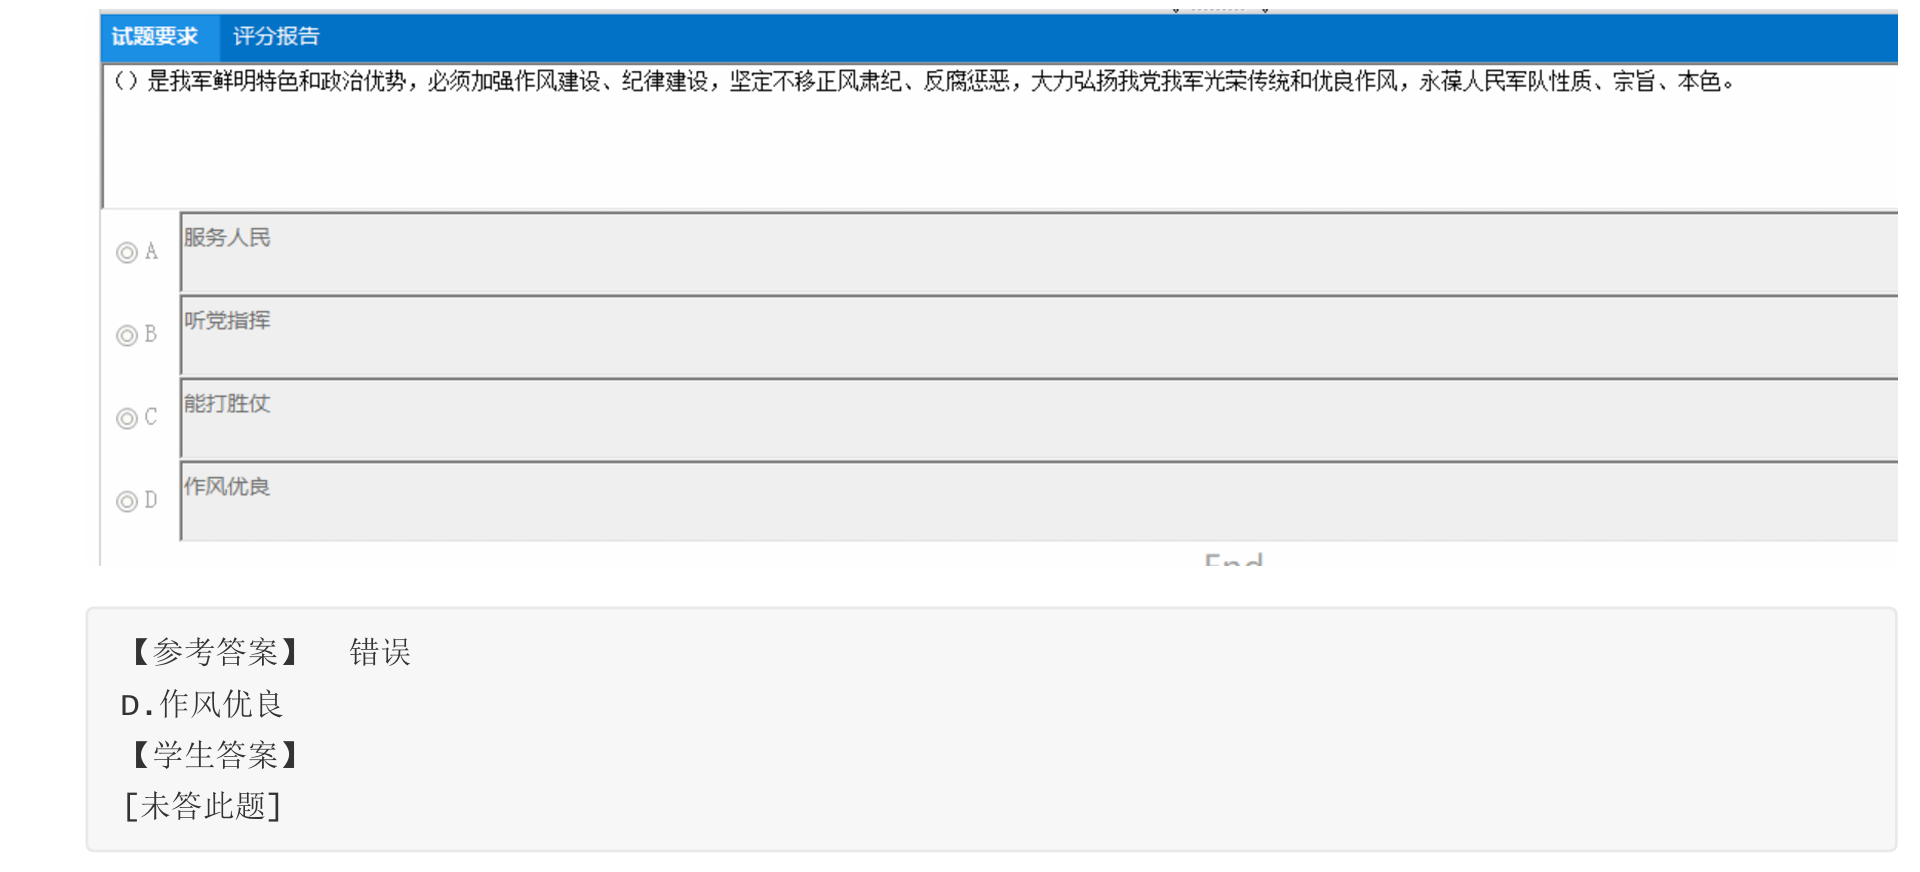 试题要求 评分报告
（）是我军鲜明特色和政治优势，必须加强作风建设、纪律建设，坚定不移正风肃纪、反腐惩恶，大力弘扬我党我军光荣传统和优良作风，永葆人民军队性质、宗旨、本色。
A 服务人民
B 听党指挥
C 能打胜仗
D 作风优良
End
【参考答案】 错误
D.作风优良
【学生答案】
[未答此题]